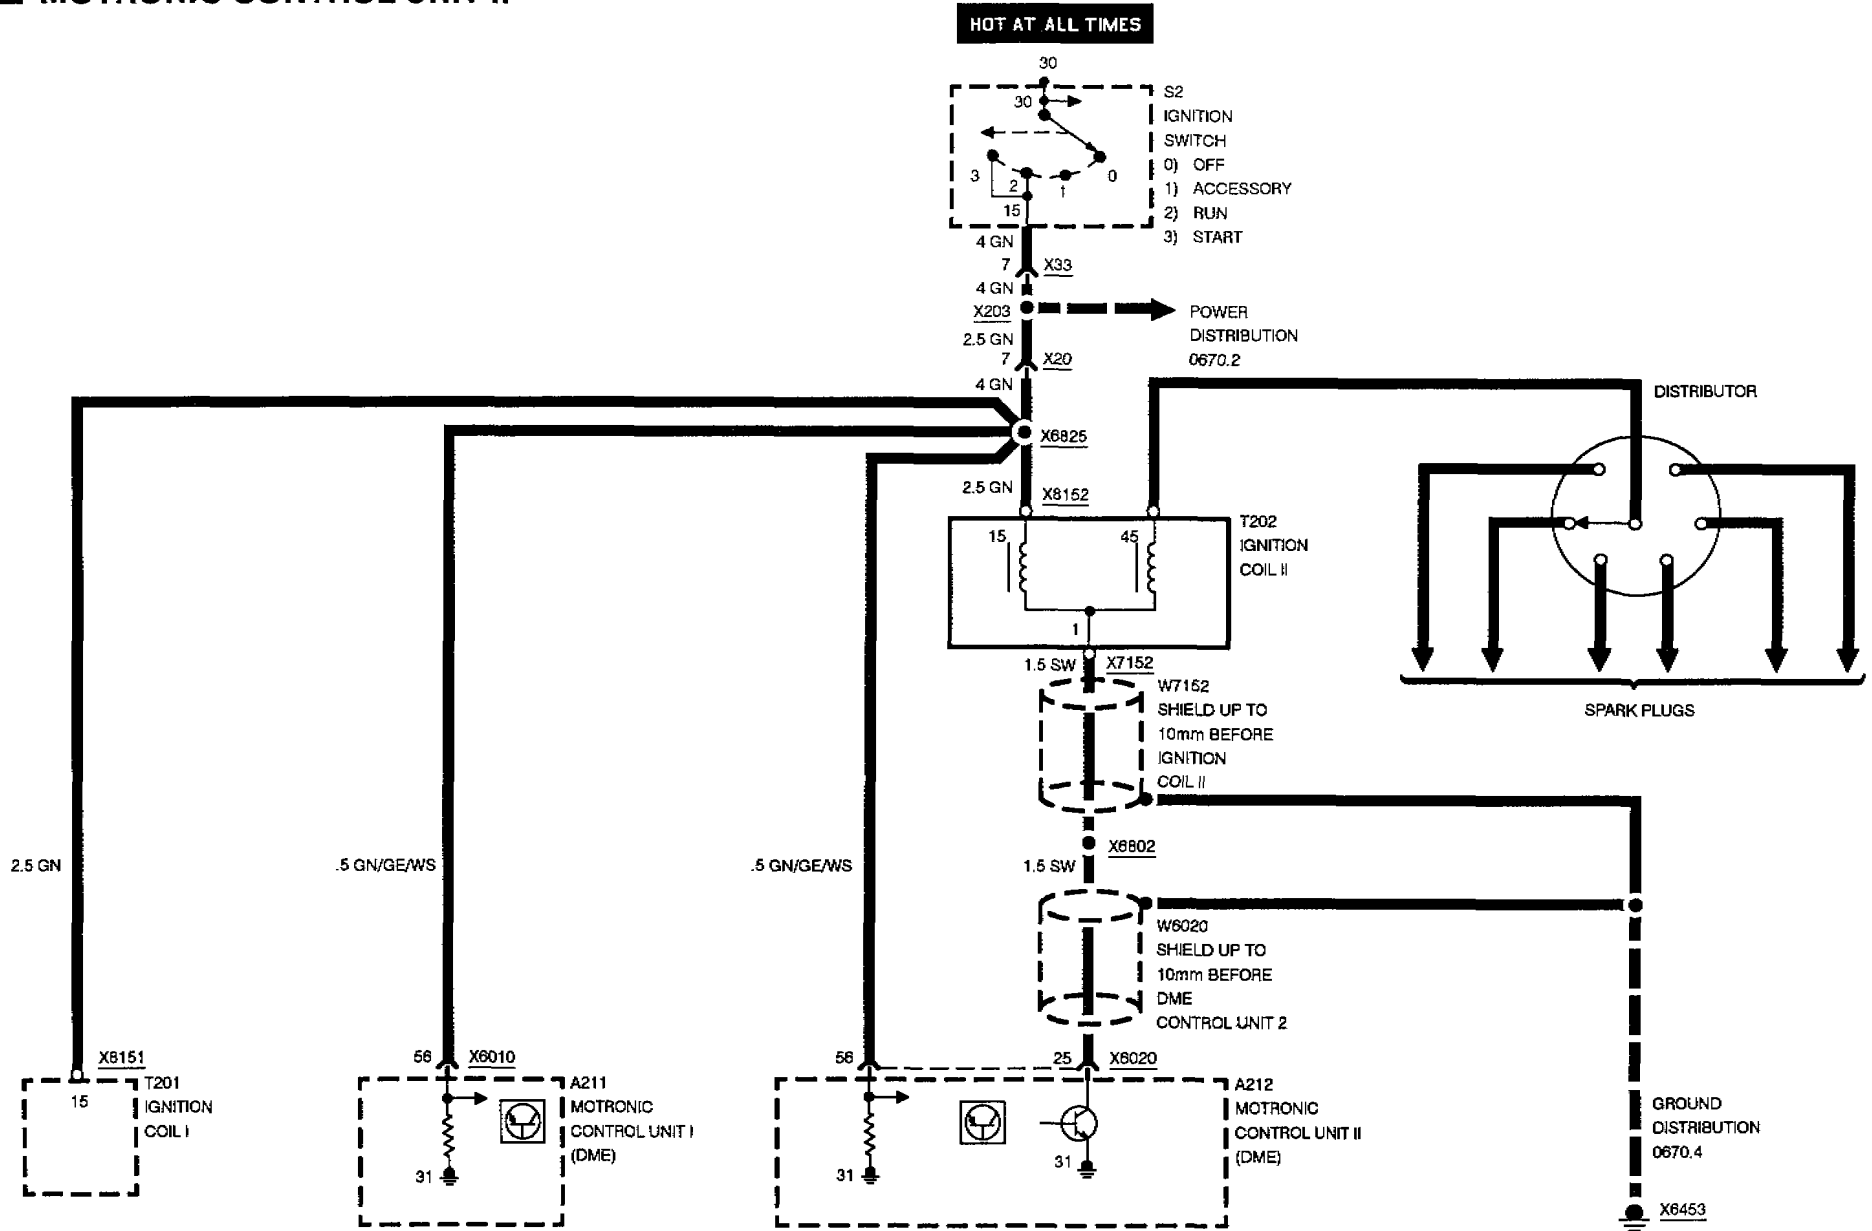 MOTRONIC CONTROL UNIT II
HOT AT ALL TIMES
30
30
S2
IGNITION
SWITCH
0) OFF
1) ACCESSORY
2) RUN
3) START
3
2
1
0
15
4 GN
7
X33
4 GN
X203
POWER
DISTRIBUTION
0670.2
2.5 GN
7
X20
4 GN
X6825
DISTRIBUTOR
2.5 GN
X8152
15
45
T202
IGNITION
COIL II
1
1.5 SW
X7152
W7152
SHIELD UP TO
10mm BEFORE
IGNITION
COIL II
SPARK PLUGS
X6802
1.5 SW
2.5 GN
.5 GN/GE/WS
.5 GN/GE/WS
W6020
SHIELD UP TO
10mm BEFORE
DME
CONTROL UNIT 2
X8151
15
T201
IGNITION
COIL I
56
X6010
A211
MOTRONIC
CONTROL UNIT I
(DME)
31
56
25
X6020
A212
MOTRONIC
CONTROL UNIT II
(DME)
31
31
GROUND
DISTRIBUTION
0670.4
X6453